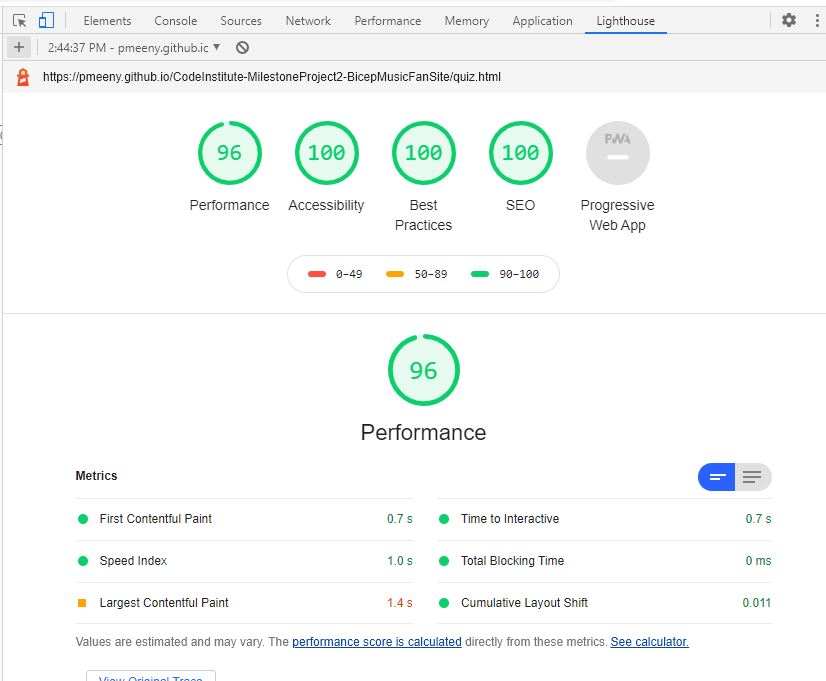 Elements Console Sources Network Performance Memory Application Lighthouse
2:44:37 PM - pmeeny.github.ic
https://pmeeny.github.io/CodeInstitute-MilestoneProject2-BicepMusicFanSite/quiz.html
96 100 100 100 PWA
Performance Accessibility Best Practices SEO Progressive Web App
0–49 50–89 90–100
96
Performance
Metrics
First Contentful Paint 0.7 s Time to Interactive 0.7 s
Speed Index 1.0 s Total Blocking Time 0 ms
Largest Contentful Paint 1.4 s Cumulative Layout Shift 0.011
Values are estimated and may vary. The performance score is calculated directly from these metrics. See calculator.
View Original Trace